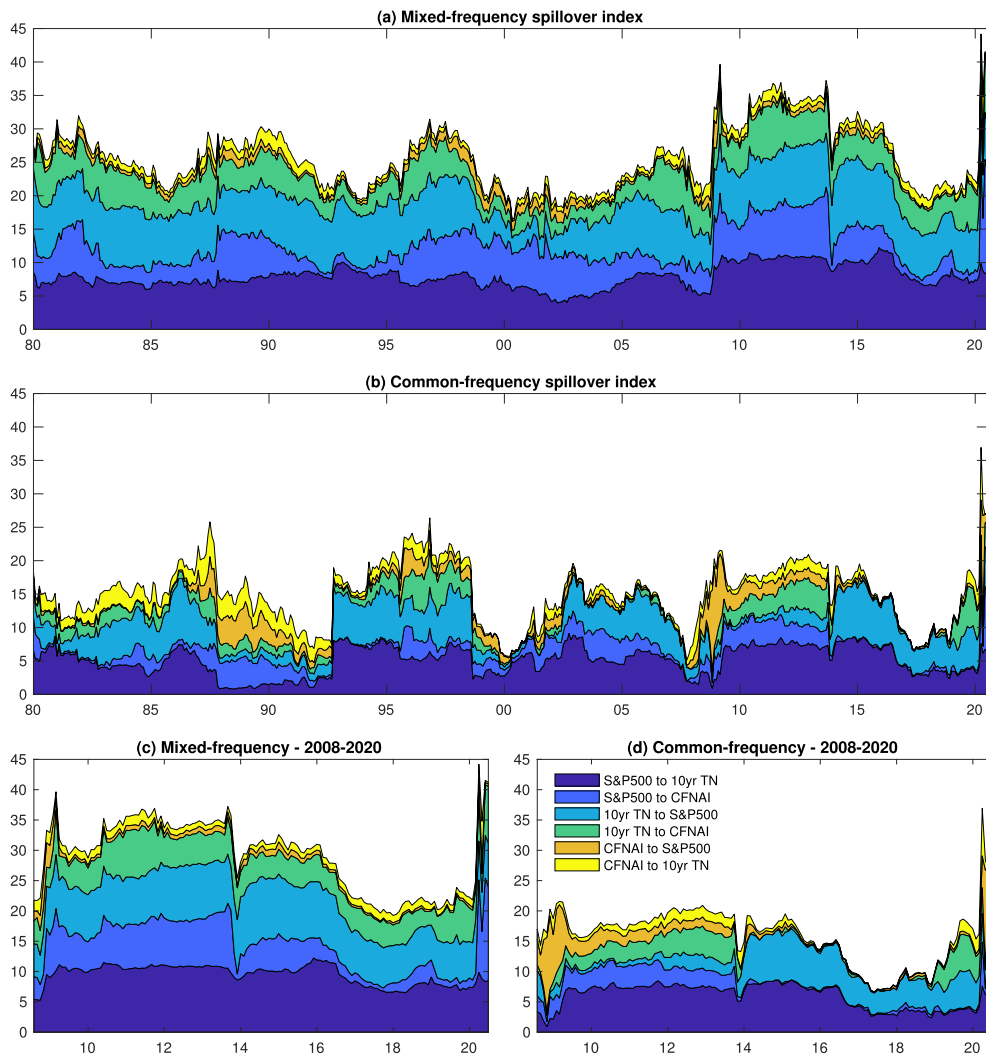 (a) Mixed-frequency spillover index
45
40
35
30
25
20
15
10
5
0
80 85 90 95 00 05 10 15 20
(b) Common-frequency spillover index
45
40
35
30
25
20
15
10
5
0
80 85 90 95 00 05 10 15 20
(c) Mixed-frequency - 2008-2020
45
40
35
30
25
20
15
10
5
0
10 12 14 16 18 20
(d) Common-frequency - 2008-2020
45
40
35
30
25
20
15
10
5
0
10 12 14 16 18 20
S&P500 to 10yr TN
S&P500 to CFNAI
10yr TN to S&P500
10yr TN to CFNAI
CFNAI to S&P500
CFNAI to 10yr TN